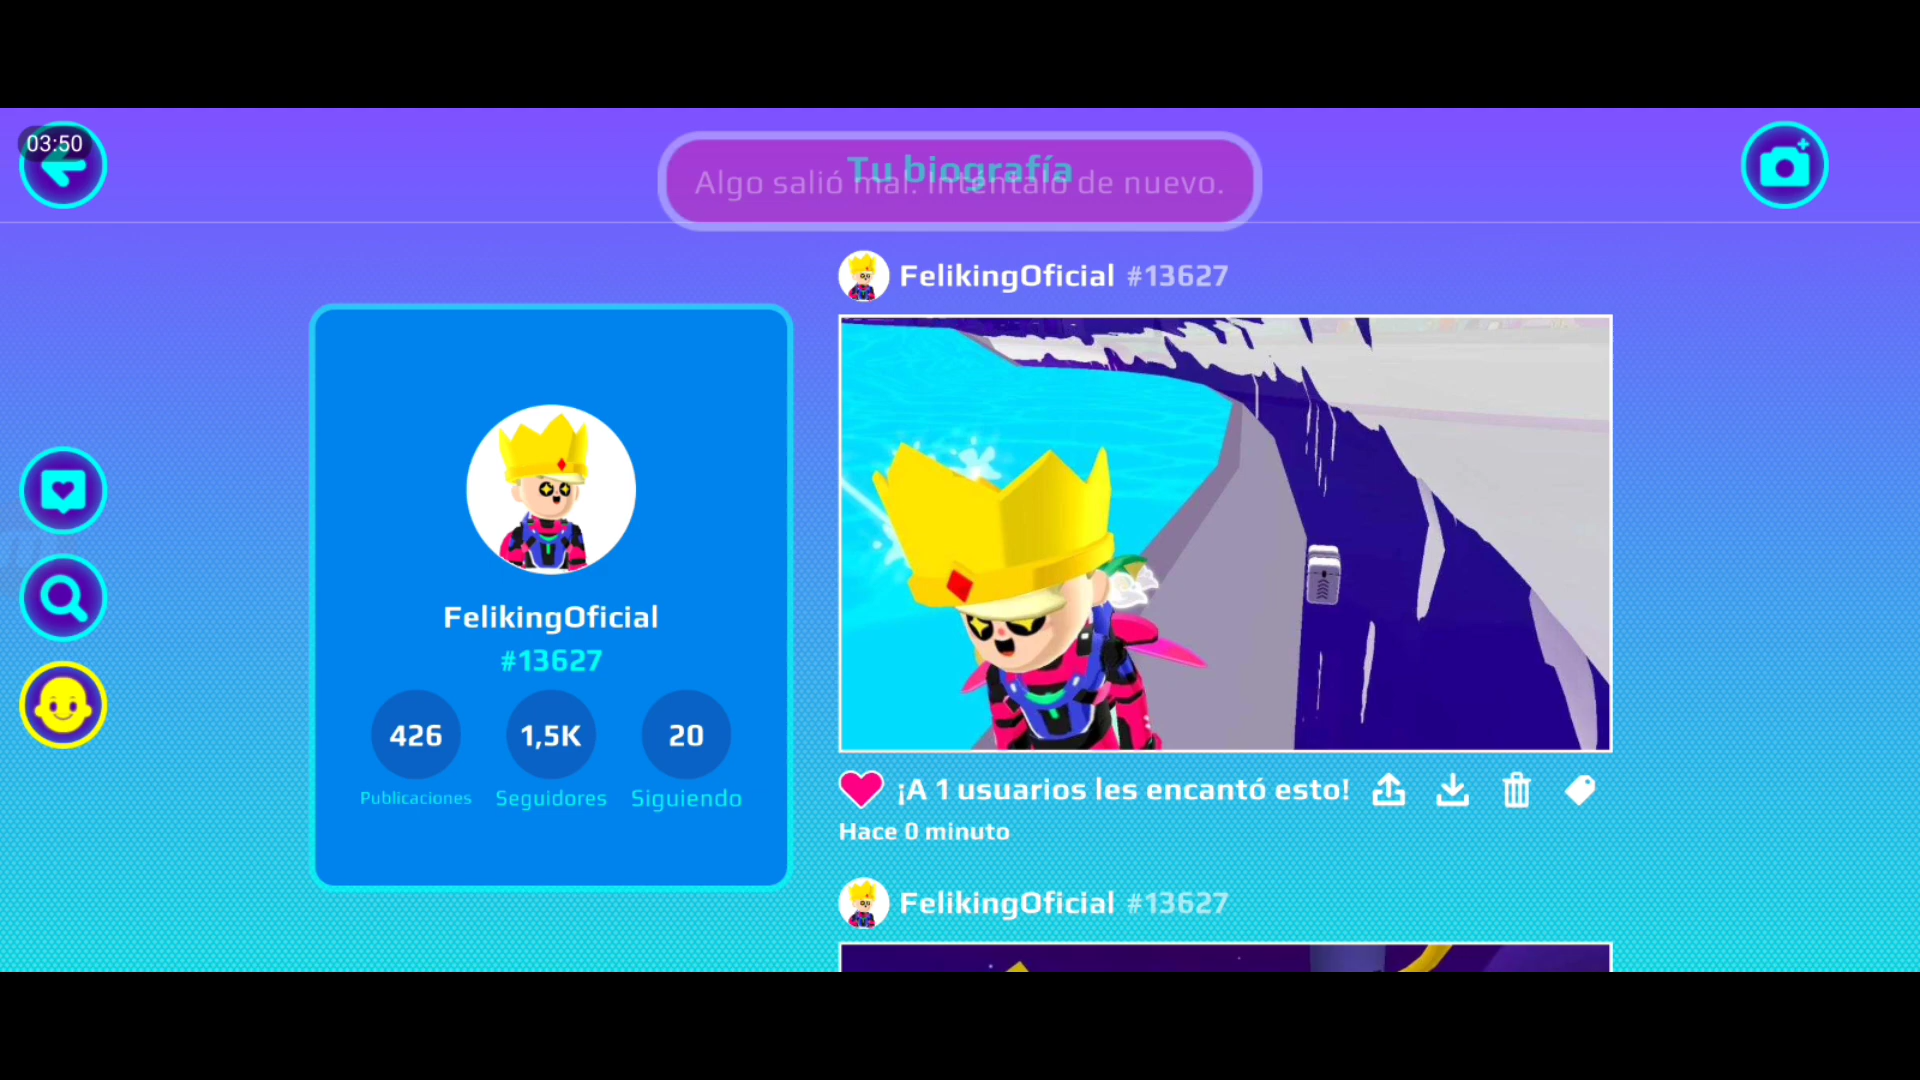 03:50
Tu biografía
Algo salió mal. Inténtalo de nuevo.
FelikingOficial #13627
FelikingOficial
#13627
426
1,5K
20
Publicaciones
Seguidores
Siguiendo
¡A 1 usuarios les encantó esto!
Hace 0 minuto
FelikingOficial #13627